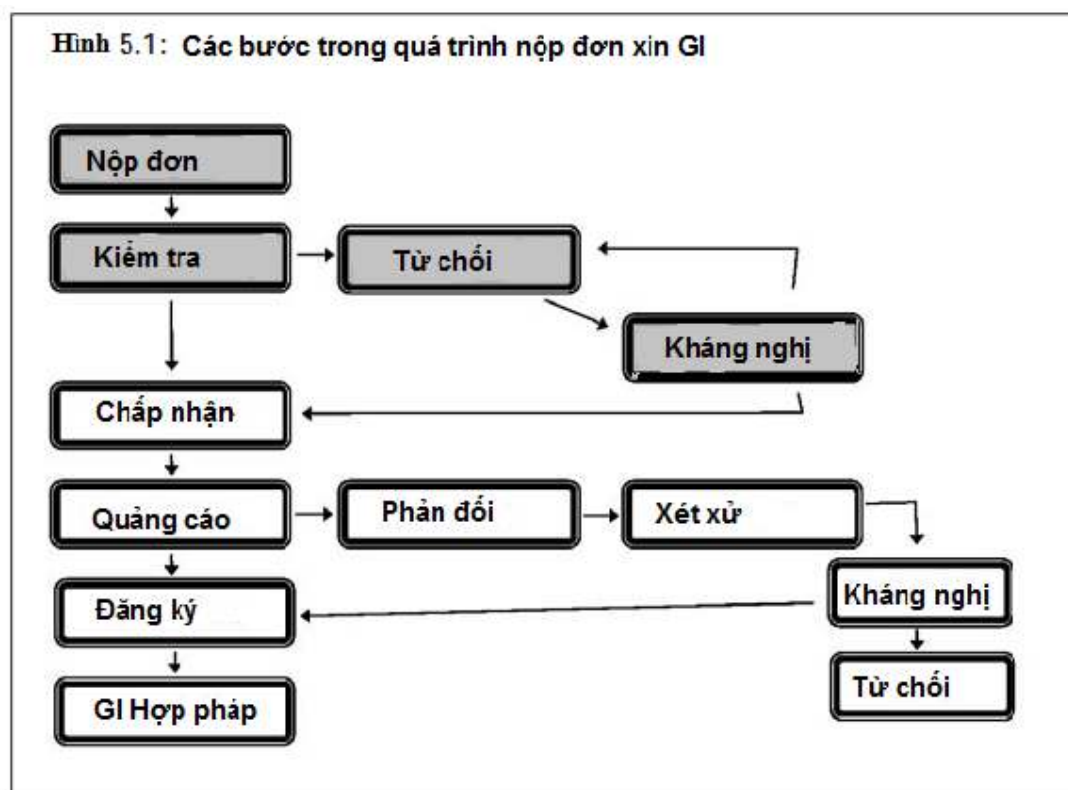 Hình 5.1: Các bước trong quá trình nộp đơn xin GI
Nộp đơn
Kiểm tra
Từ chối
Kháng nghị
Chấp nhận
Quảng cáo
Phản đối
Xét xử
Đăng ký
Kháng nghị
Từ chối
GI Hợp pháp